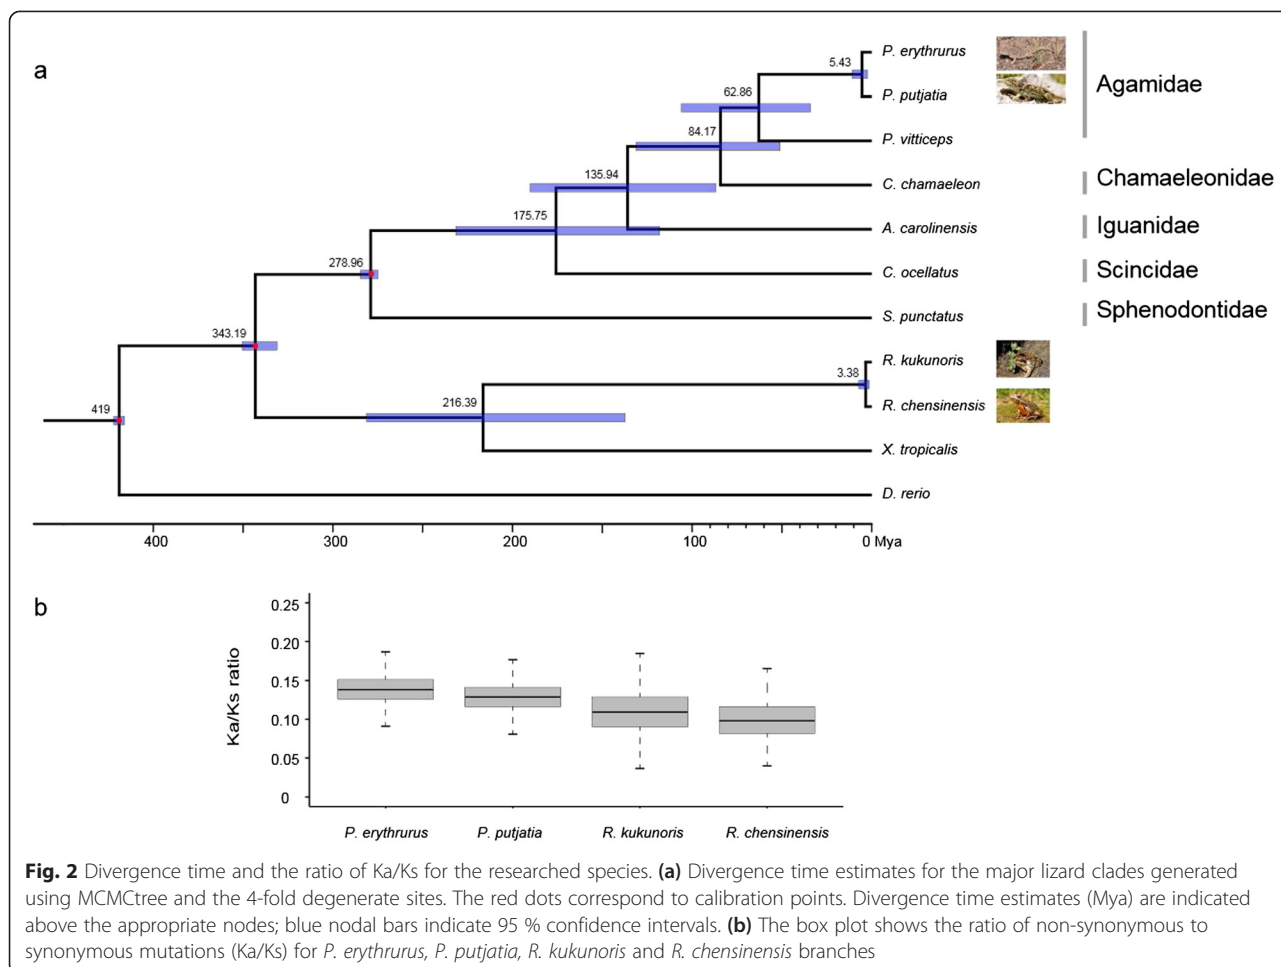 a
P. erythrurus
5.43
P. putjatia
Agamidae
62.86
P. vitticeps
84.17
C. chamaeleon
Chamaeleonidae
135.94
A. carolinensis
Iguanidae
175.75
C. ocellatus
Scincidae
278.96
S. punctatus
Sphenodontidae
343.19
R. kukunoris
3.38
R. chensinensis
216.39
419
X. tropicalis
D. rerio
400 300 200 100 0 Mya
b
Ka/Ks ratio
0.25
0.20
0.15
0.10
0.05
0
P. erythrurus P. putjatia R. kukunoris R. chensinensis
Fig. 2 Divergence time and the ratio of Ka/Ks for the researched species. (a) Divergence time estimates for the major lizard clades generated
using MCMCtree and the 4-fold degenerate sites. The red dots correspond to calibration points. Divergence time estimates (Mya) are indicated
above the appropriate nodes; blue nodal bars indicate 95 % confidence intervals. (b) The box plot shows the ratio of non-synonymous to
synonymous mutations (Ka/Ks) for P. erythrurus, P. putjatia, R. kukunoris and R. chensinensis branches